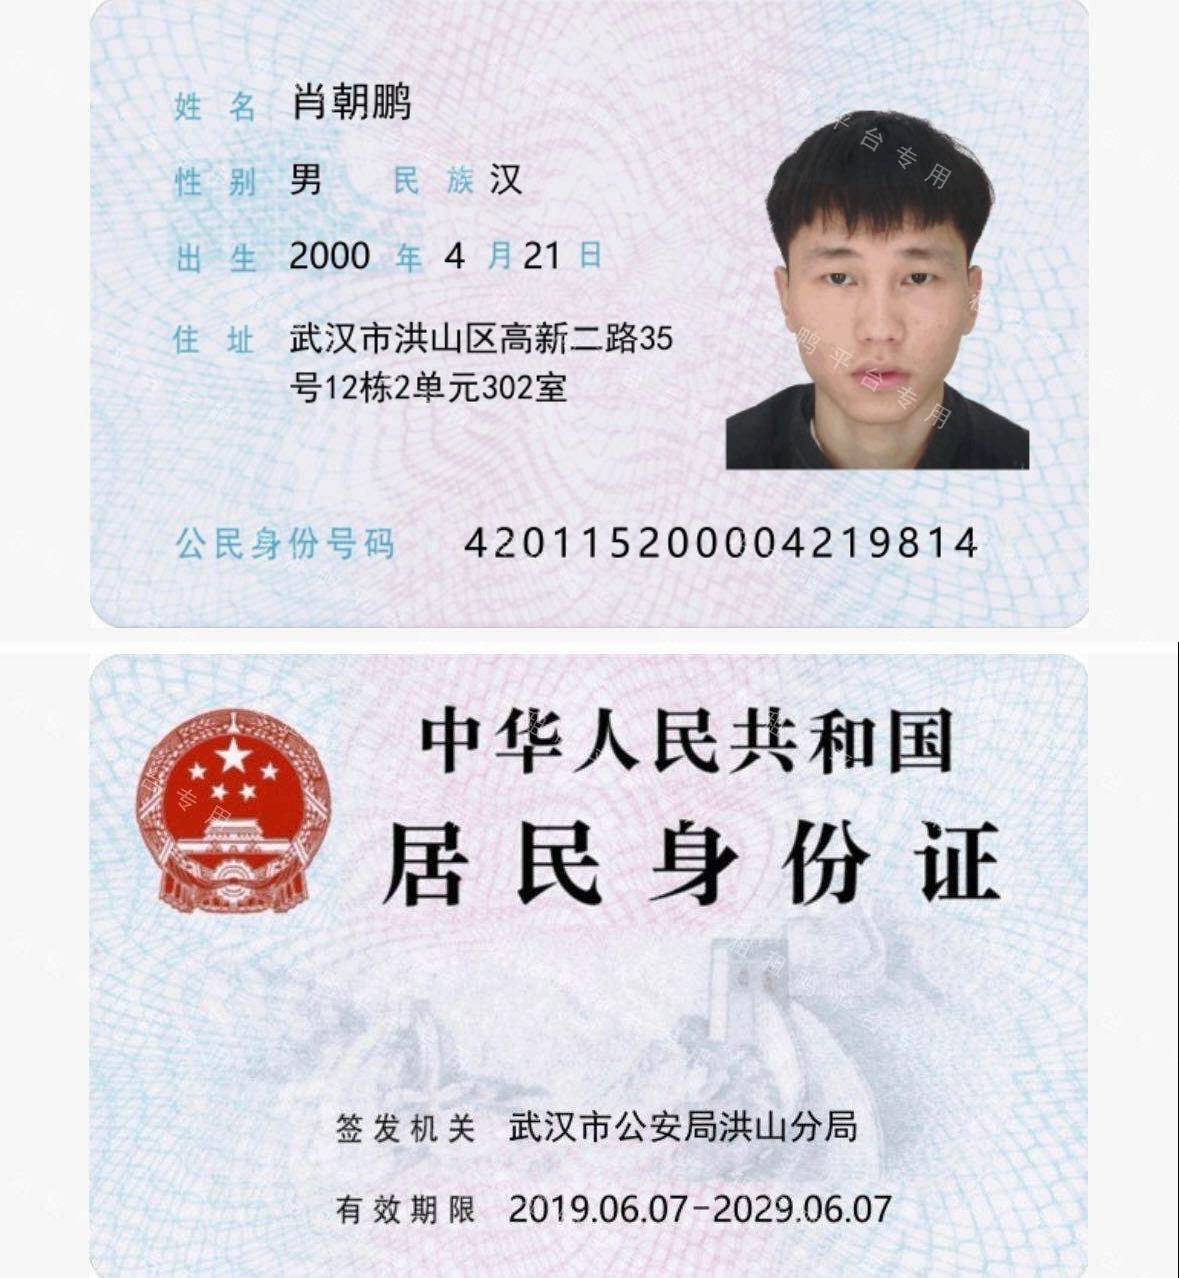 姓名 肖朝鹏
性别 男 民族 汉
出生 2000 年 4 月 21 日
住址 武汉市洪山区高新二路35
号12栋2单元302室
公民身份号码 420115200004219814
平台专用
鸭平台专用
中华人民共和国
居民身份证
专用
签发机关 武汉市公安局洪山分局
有效期限 2019.06.07-2029.06.07